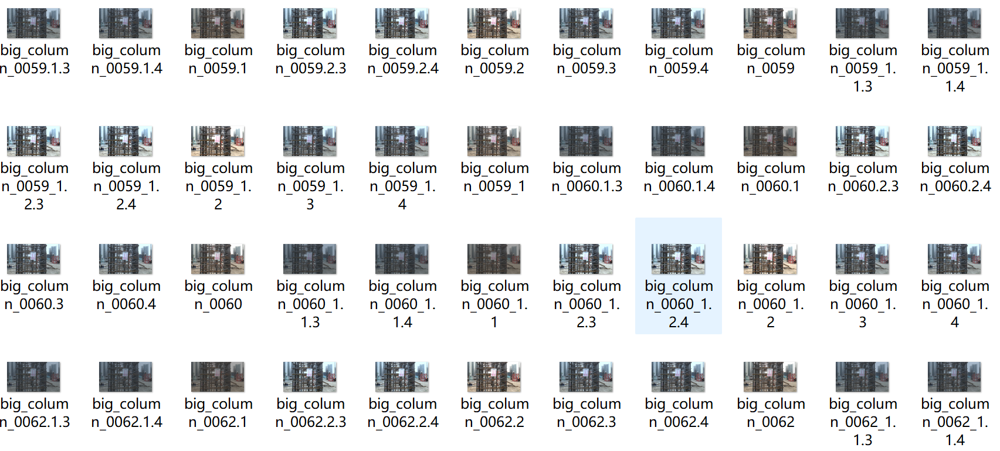 big_colum big_colum big_colum big_colum big_colum big_colum big_colum big_colum big_colum big_colum big_colum
n_0059.1.3 n_0059.1.4 n_0059.1 n_0059.2.3 n_0059.2.4 n_0059.2 n_0059.3 n_0059.4 n_0059 n_0059_1. n_0059_1.
1.3 1.4
big_colum big_colum big_colum big_colum big_colum big_colum big_colum big_colum big_colum big_colum big_colum
n_0059_1. n_0059_1. n_0059_1. n_0059_1. n_0059_1. n_0059_1 n_0060.1.3 n_0060.1.4 n_0060.1 n_0060.2.3 n_0060.2.4
2.3 2.4 2 3 4
big_colum big_colum big_colum big_colum big_colum big_colum big_colum big_colum big_colum big_colum big_colum
n_0060.3 n_0060.4 n_0060 n_0060_1. n_0060_1. n_0060_1. n_0060_1. n_0060_1. n_0060_1. n_0060_1. n_0060_1.
1.3 1.4 1 2.3 2.4 2 3 4
big_colum big_colum big_colum big_colum big_colum big_colum big_colum big_colum big_colum big_colum big_colum
n_0062.1.3 n_0062.1.4 n_0062.1 n_0062.2.3 n_0062.2.4 n_0062.2 n_0062.3 n_0062.4 n_0062 n_0062_1. n_0062_1.
1.3 1.4